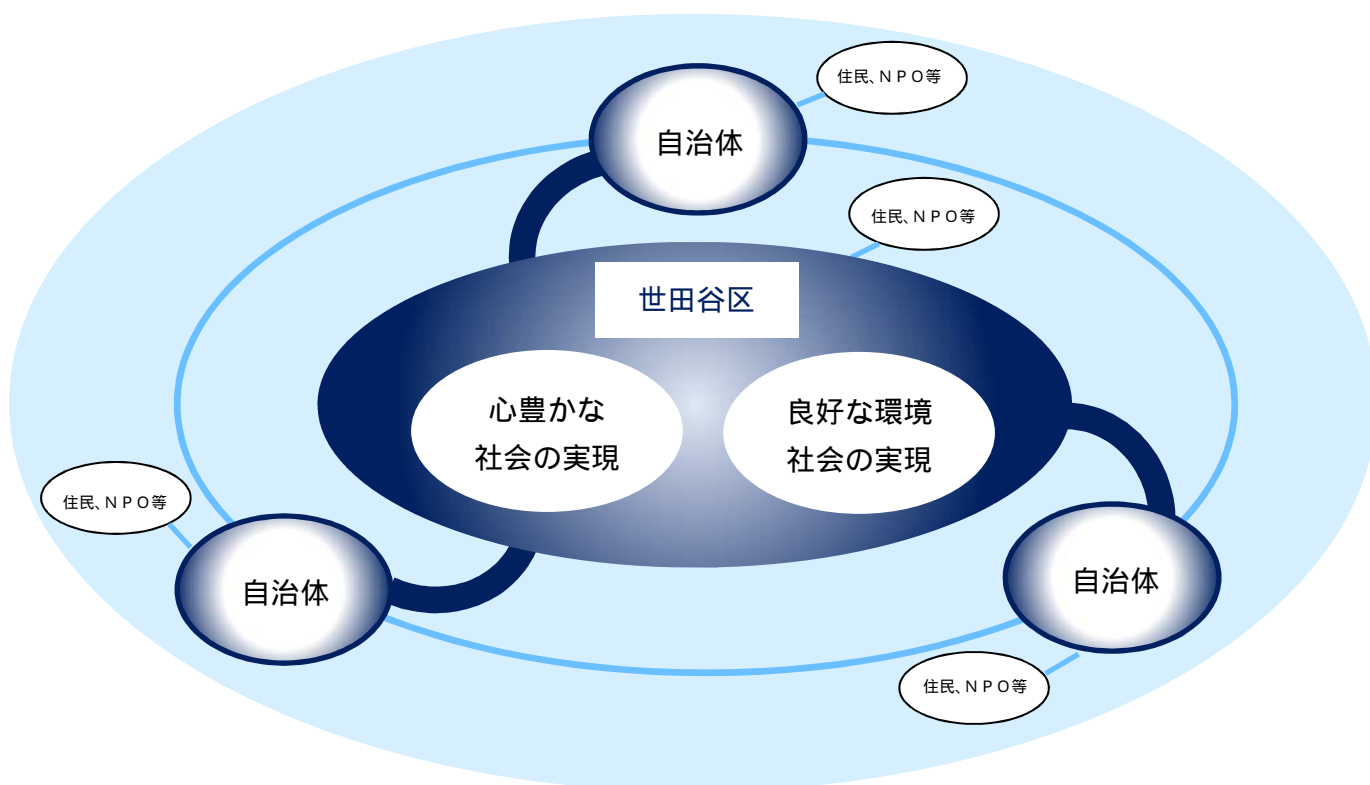 住民、ＮＰＯ等
自治体
住民、ＮＰＯ等
世田谷区
心豊かな
社会の実現
良好な環境
社会の実現
住民、ＮＰＯ等
自治体
自治体
住民、ＮＰＯ等